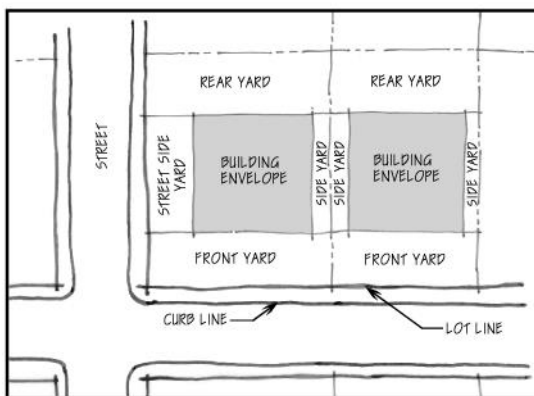 REAR YARD
REAR YARD
STREET
STREET SIDE
YARD
BUILDING
ENVELOPE
SIDE YARD
SIDE YARD
BUILDING
ENVELOPE
SIDE YARD
FRONT YARD
FRONT YARD
CURB LINE
LOT LINE